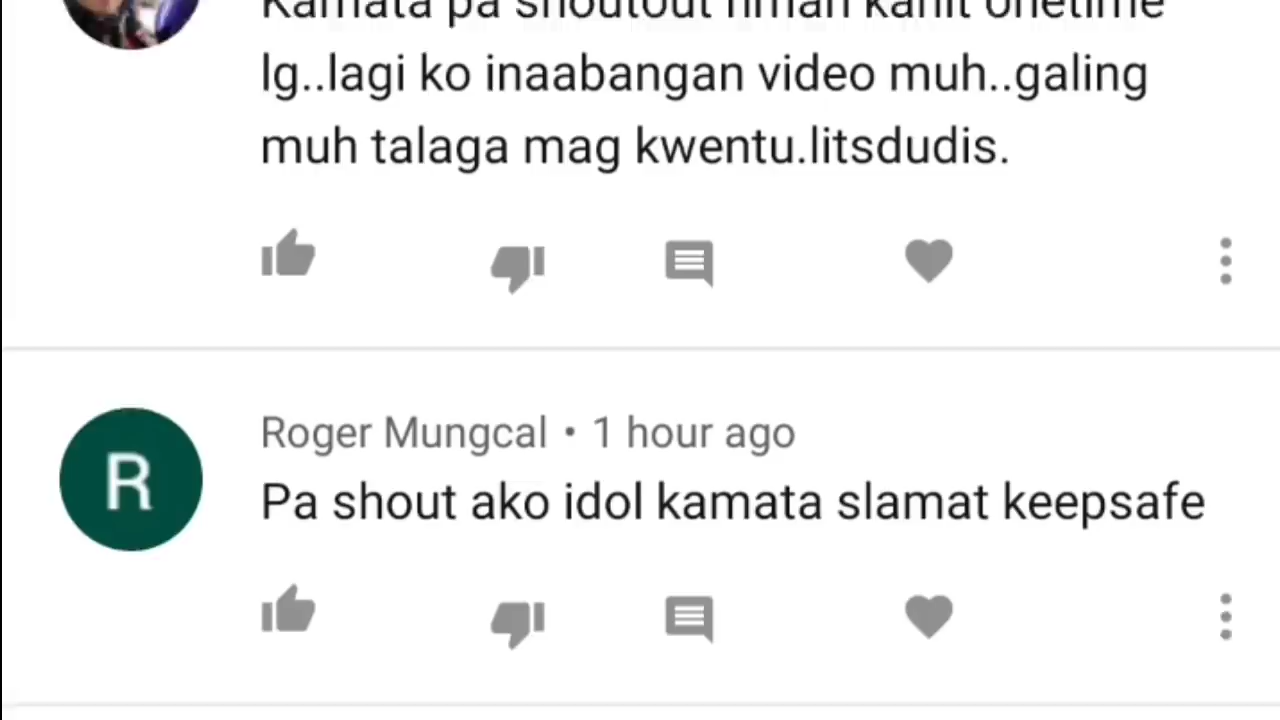 Kamata pa shoutout nman kahit onetime
lg..lagi ko inaabangan video muh..galing
muh talaga mag kwentu.litsdudis.
R
Roger Mungcal • 1 hour ago
Pa shout ako idol kamata slamat keepsafe